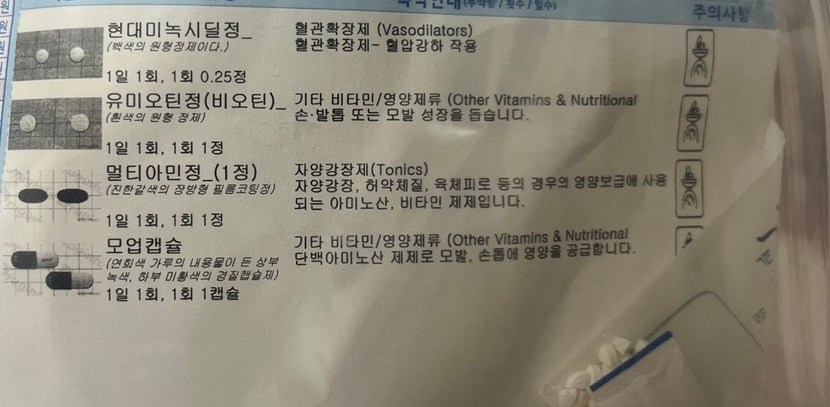 주의사항
현대미녹시딜정_
(백색의 원형정제이다.)
1일 1회, 1회 0.25정
혈관확장제 (Vasodilators)
혈관확장제- 혈압강하 작용
유미오틴정(비오틴)_
(흰색의 원형 정제)
1일 1회, 1회 1정
기타 비타민/영양제류 (Other Vitamins & Nutritional
손·발톱 또는 모발 성장을 돕습니다.
멀티아민정_(1정)
(진한갈색의 장방형 필름코팅정)
1일 1회, 1회 1정
자양강장제(Tonics)
자양강장, 허약체질, 육체피로 등의 경우의 영양보급에 사용
되는 아미노산, 비타민 제제입니다.
모업캡슐
(연회색 가루의 내용물이 든 상부
녹색, 하부 미황색의 경질캡슐제)
1일 1회, 1회 1캡슐
기타 비타민/영양제류 (Other Vitamins & Nutritional
단백아미노산 제제로 모발, 손톱에 영양을 공급합니다.